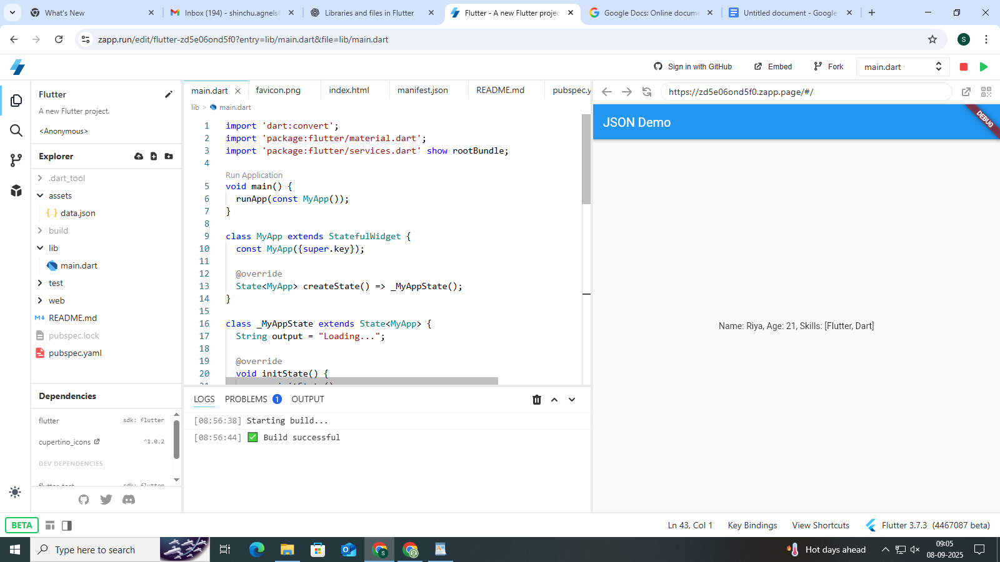 What's New
Inbox (194) - shinchu.agnels
Libraries and files in Flutter
Flutter - A new Flutter projec
Google Docs: Online docume
Untitled document - Google
zapp.run/edit/flutter-zd5e06ond5f0?entry=lib/main.dart&file=lib/main.dart
S
Sign in with GitHub
Embed
Fork
main.dart
Flutter
A new Flutter project.
<Anonymous>
Explorer
.dart_tool
assets
data.json
build
lib
main.dart
test
web
README.md
pubspec.lock
pubspec.yaml
Dependencies
flutter sdk: flutter
cupertino_icons ^1.0.2
DEV DEPENDENCIES
flutter_test sdk: flutter
main.dart
favicon.png
index.html
manifest.json
README.md
pubspec.y
lib > main.dart
1 import 'dart:convert';
2 import 'package:flutter/material.dart';
3 import 'package:flutter/services.dart' show rootBundle;
4
Run Application
5 void main() {
6 runApp(const MyApp());
7 }
8
9 class MyApp extends StatefulWidget {
10 const MyApp({super.key});
11
12 @override
13 State<MyApp> createState() => _MyAppState();
14 }
15
16 class _MyAppState extends State<MyApp> {
17 String output = "Loading...";
18
19 @override
20 void initState() {
LOGS
PROBLEMS 1
OUTPUT
[08:56:38] Starting build...
[08:56:44] ✅ Build successful
https://zd5e06ond5f0.zapp.page/#/
JSON Demo
DEBUG
Name: Riya, Age: 21, Skills: [Flutter, Dart]
BETA
Ln 43, Col 1
Key Bindings
View Shortcuts
Flutter 3.7.3 (4467087 beta)
Type here to search
S
Hot days ahead
09:05
08-09-2025